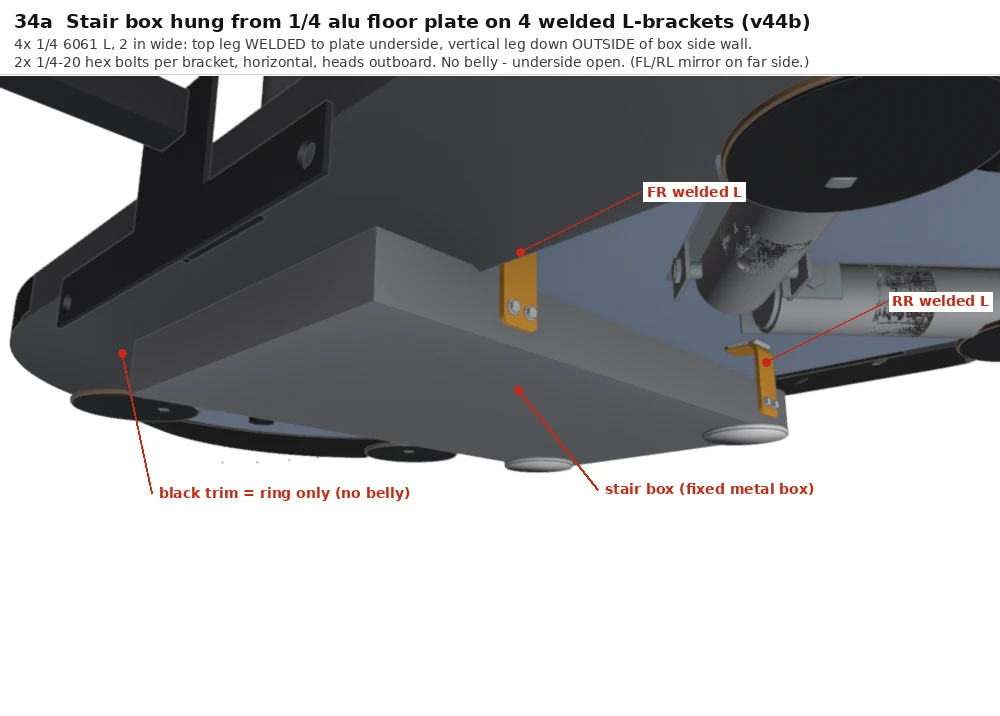 34a  Stair box hung from 1/4 alu floor plate on 4 welded L-brackets (v44b)
4x 1/4 6061 L, 2 in wide: top leg WELDED to plate underside, vertical leg down OUTSIDE of box side wall.
2x 1/4-20 hex bolts per bracket, horizontal, heads outboard. No belly - underside open. (FL/RL mirror on far side.)
FR welded L
RR welded L
black trim = ring only (no belly)
stair box (fixed metal box)